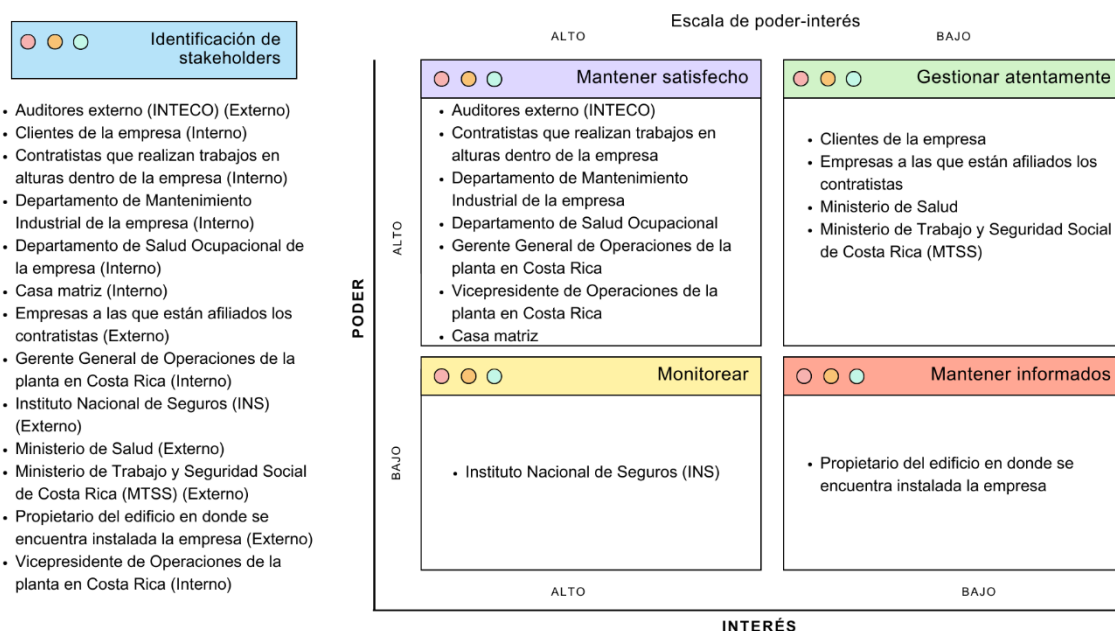 Identificación de
stakeholders
• Auditores externo (INTECO) (Externo)
• Clientes de la empresa (Interno)
• Contratistas que realizan trabajos en
alturas dentro de la empresa (Interno)
• Departamento de Mantenimiento
Industrial de la empresa (Interno)
• Departamento de Salud Ocupacional de
la empresa (Interno)
• Casa matriz (Interno)
• Empresas a las que están afiliados los
contratistas (Externo)
• Gerente General de Operaciones de la
planta en Costa Rica (Interno)
• Instituto Nacional de Seguros (INS)
(Externo)
• Ministerio de Salud (Externo)
• Ministerio de Trabajo y Seguridad Social
de Costa Rica (MTSS) (Externo)
• Propietario del edificio en donde se
encuentra instalada la empresa (Externo)
• Vicepresidente de Operaciones de la
planta en Costa Rica (Interno)
Escala de poder-interés
ALTO
BAJO
PODER
ALTO
Mantener satisfecho
• Auditores externo (INTECO)
• Contratistas que realizan trabajos en
alturas dentro de la empresa
• Departamento de Mantenimiento
Industrial de la empresa
• Departamento de Salud Ocupacional
• Gerente General de Operaciones de la
planta en Costa Rica
• Vicepresidente de Operaciones de la
planta en Costa Rica
• Casa matriz
Gestionar atentamente
• Clientes de la empresa
• Empresas a las que están afiliados los
contratistas
• Ministerio de Salud
• Ministerio de Trabajo y Seguridad Social
de Costa Rica (MTSS)
BAJO
Monitorear
• Instituto Nacional de Seguros (INS)
Mantener informados
• Propietario del edificio en donde se
encuentra instalada la empresa
ALTO
BAJO
INTERÉS